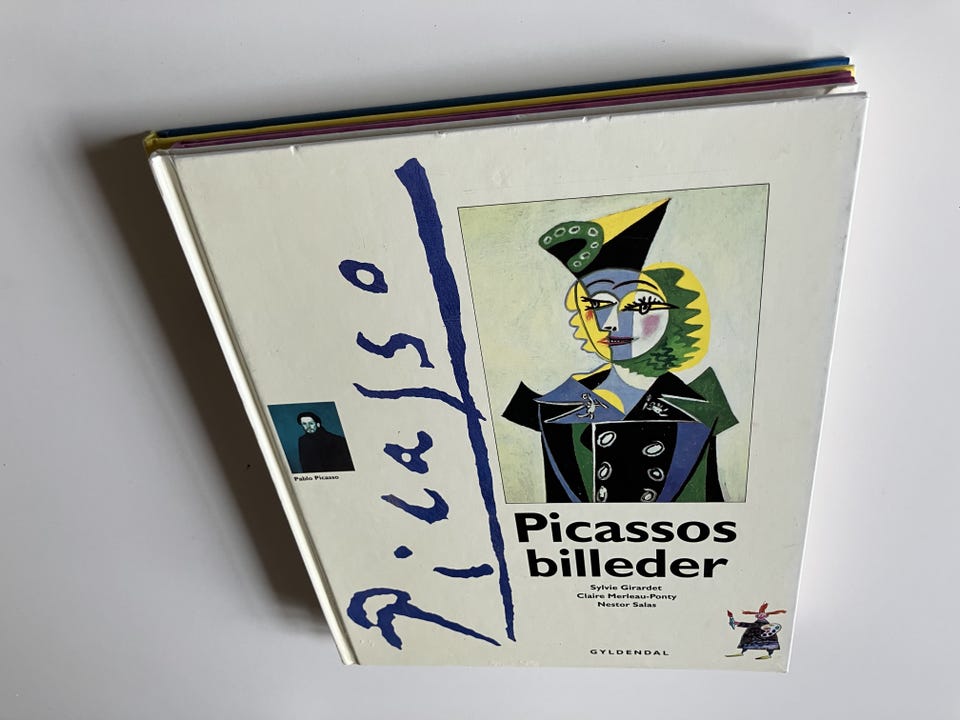 Picasso
Pablo Picasso
Picassos
billeder
Sylvie Girardet
Claire Merleau-Ponty
Nestor Salas
GYLDENDAL